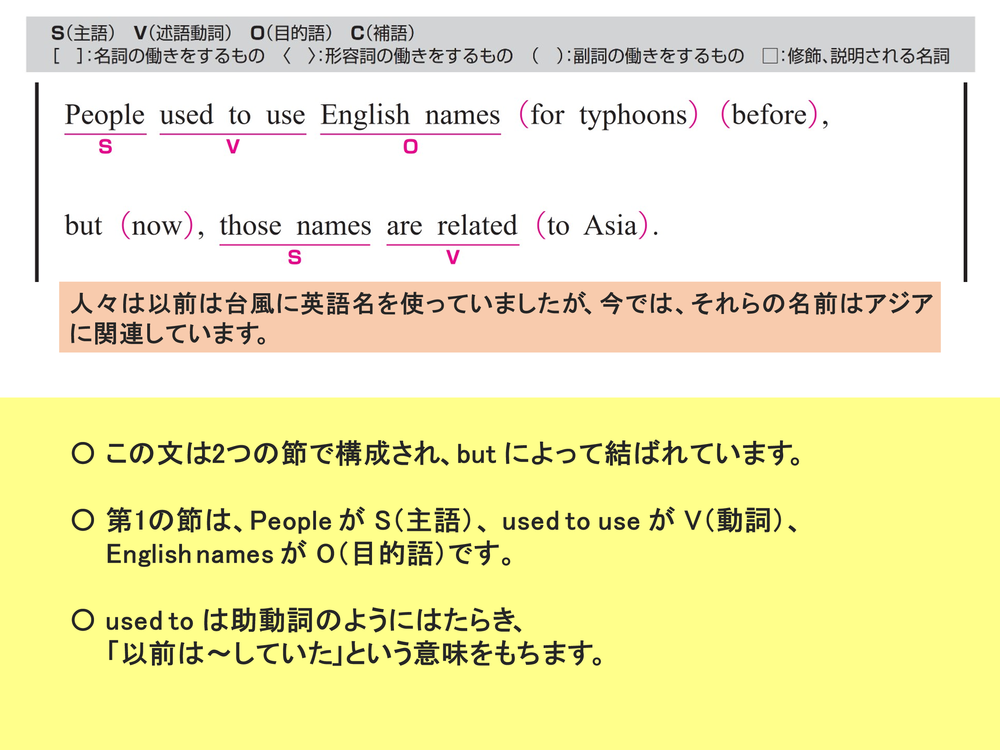 S(主語) V(述語動詞) O(目的語) C(補語)
[ ]:名詞の働きをするもの 〈 〉:形容詞の働きをするもの ( ):副詞の働きをするもの □:修飾、説明される名詞
People used to use English names (for typhoons) (before),
S V O
but (now), those names are related (to Asia).
S V
人々は以前は台風に英語名を使っていましたが、今では、それらの名前はアジア
に関連しています。
○ この文は2つの節で構成され、but によって結ばれています。
○ 第1の節は、People が S(主語)、 used to use が V(動詞)、
English names が O(目的語)です。
○ used to は助動詞のようにはたらき、
「以前は～していた」という意味をもちます。